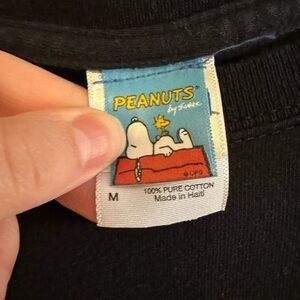 PEANUTS
by Schulz
©UFS
M
100% PURE COTTON
Made in Haiti